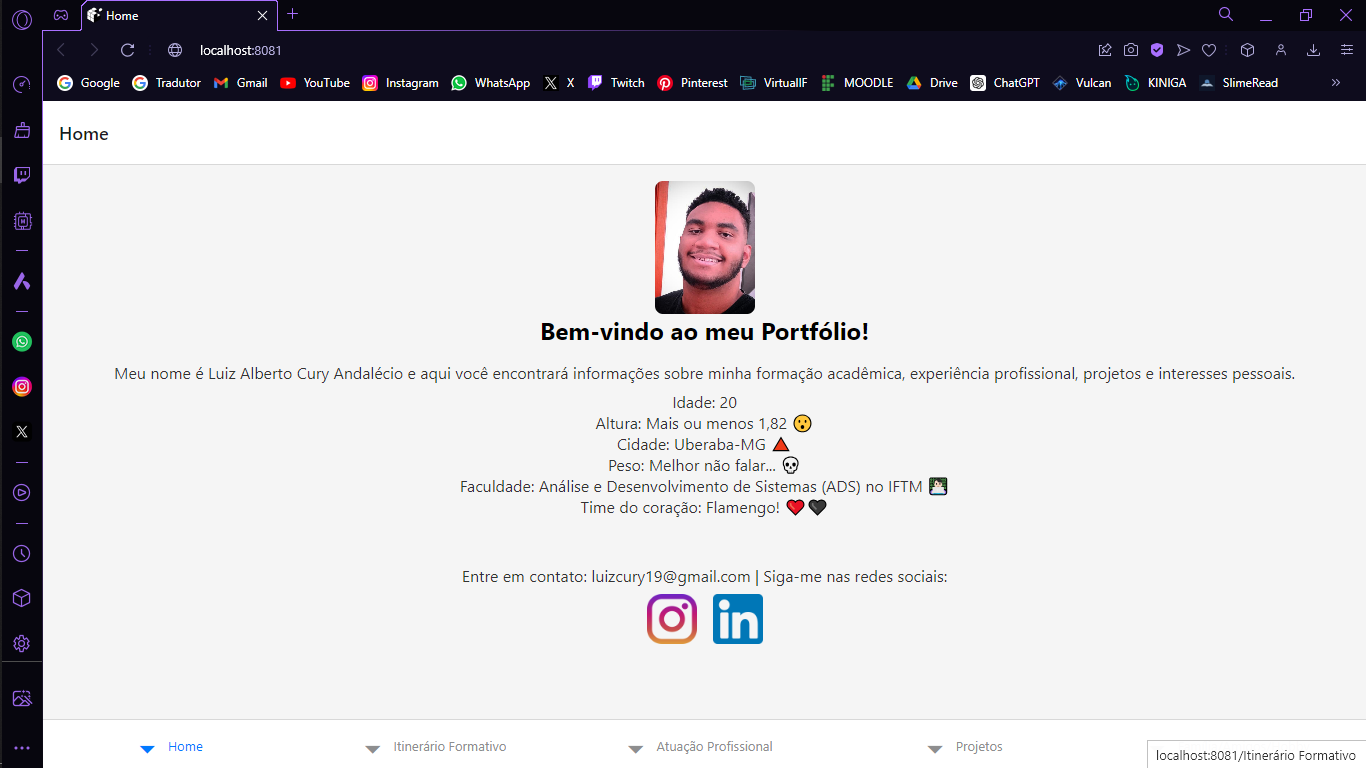 Home
localhost:8081
Google Tradutor Gmail YouTube Instagram WhatsApp X Twitch Pinterest VirtualIF MOODLE Drive ChatGPT Vulcan KINIGA SlimeRead »
Home
Bem-vindo ao meu Portfólio!
Meu nome é Luiz Alberto Cury Andalécio e aqui você encontrará informações sobre minha formação acadêmica, experiência profissional, projetos e interesses pessoais.
Idade: 20
Altura: Mais ou menos 1,82 😮
Cidade: Uberaba-MG 🔺
Peso: Melhor não falar... 💀
Faculdade: Análise e Desenvolvimento de Sistemas (ADS) no IFTM 👨🏻‍💻
Time do coração: Flamengo! ❤️🖤
Entre em contato: luizcury19@gmail.com | Siga-me nas redes sociais:
Home Itinerário Formativo Atuação Profissional Projetos
localhost:8081/Itinerário Formativo